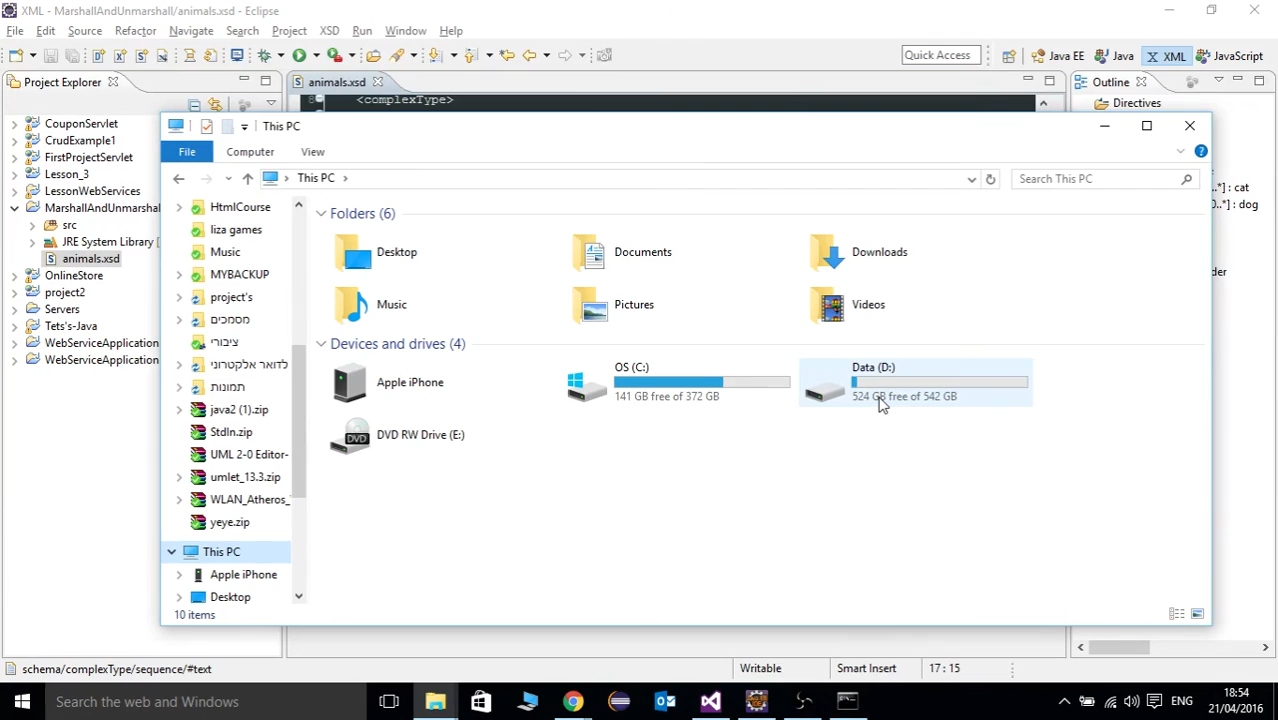 XML - MarshallAndUnmarshall/animals.xsd - Eclipse
File Edit Source Refactor Navigate Search Project XSD Run Window Help
Quick Access Java EE Java XML JavaScript
Project Explorer
animals.xsd
Outline
8 <complexType>
Directives
CouponServlet
CrudExample1
FirstProjectServlet
Lesson_3
LessonWebServices
MarshallAndUnmarshal
src
JRE System Library [
animals.xsd
OnlineStore
project2
Servers
Tets's-Java
WebServiceApplication
WebServiceApplication
..*] : cat
0..*] : dog
der
This PC
File Computer View
This PC
Search This PC
HtmlCourse
liza games
Music
MYBACKUP
project's
מסמכים
ציבורי
לדואר אלקטרוני
תמונות
java2 (1).zip
StdIn.zip
UML 2-0 Editor-
umlet_13.3.zip
WLAN_Atheros_
yeye.zip
This PC
Apple iPhone
Desktop
Folders (6)
Desktop Documents Downloads
Music Pictures Videos
Devices and drives (4)
Apple iPhone
OS (C:)
141 GB free of 372 GB
Data (D:)
524 GB free of 542 GB
DVD RW Drive (E:)
DVD
10 items
schema/complexType/sequence/#text
Writable
Smart Insert
17 : 15
Search the web and Windows
ENG
18:54
21/04/2016